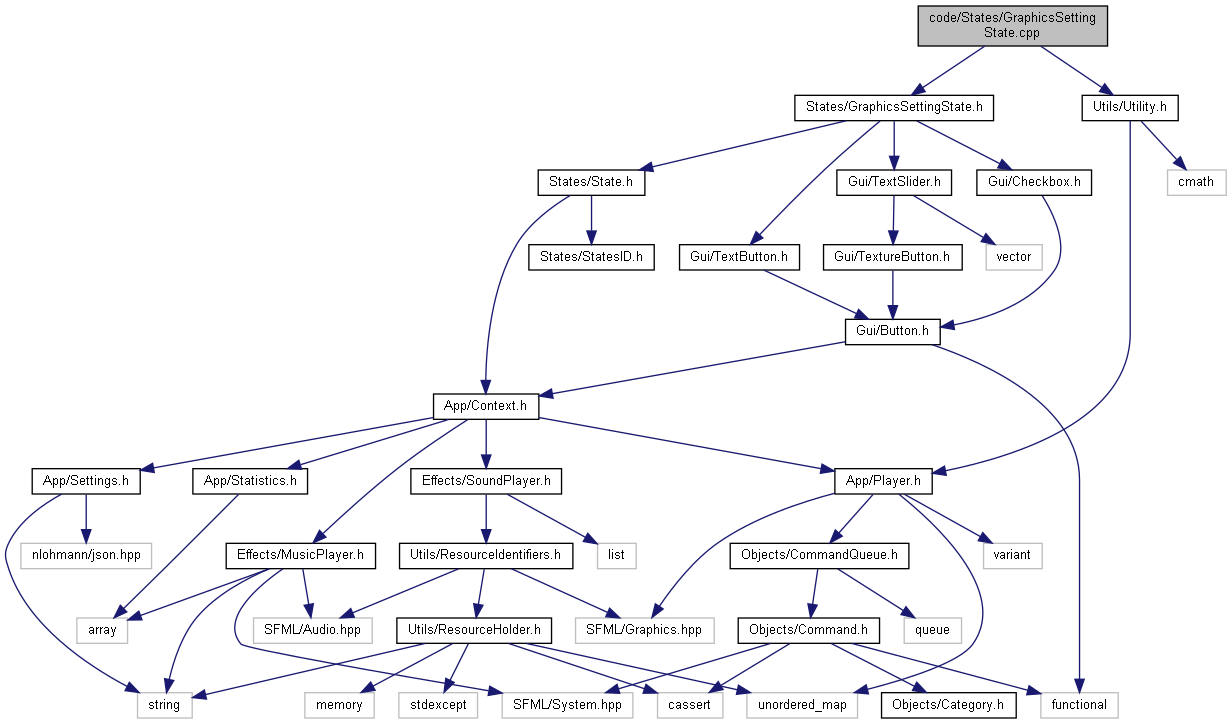 code/States/GraphicsSetting
State.cpp
States/GraphicsSettingState.h
Utils/Utility.h
States/State.h
Gui/TextSlider.h
Gui/Checkbox.h
cmath
States/StatesID.h
Gui/TextButton.h
Gui/TextureButton.h
vector
Gui/Button.h
App/Context.h
App/Settings.h
App/Statistics.h
Effects/SoundPlayer.h
App/Player.h
nlohmann/json.hpp
Effects/MusicPlayer.h
Utils/ResourceIdentifiers.h
list
Objects/CommandQueue.h
variant
array
SFML/Audio.hpp
Utils/ResourceHolder.h
SFML/Graphics.hpp
Objects/Command.h
queue
string
memory
stdexcept
SFML/System.hpp
cassert
unordered_map
Objects/Category.h
functional